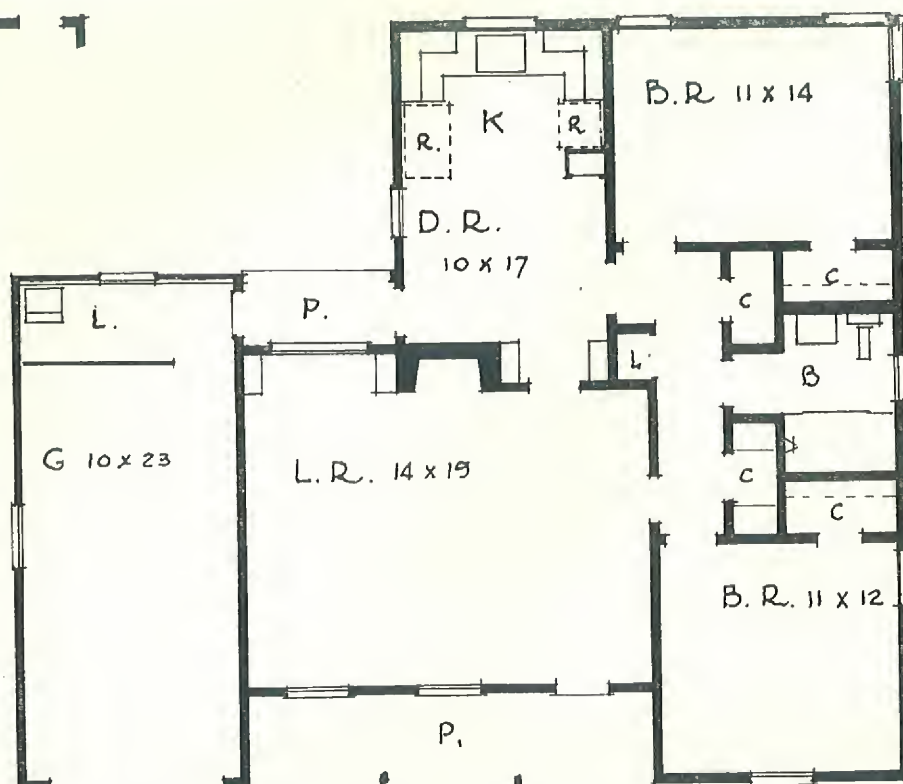 B.R 11 x 14
K
R.
R
D.R.
10 x 17
C
C
P.
L.
L
B
G 10 x 23
L.R. 14 x 19
C
C
B.R. 11 x 12
P.